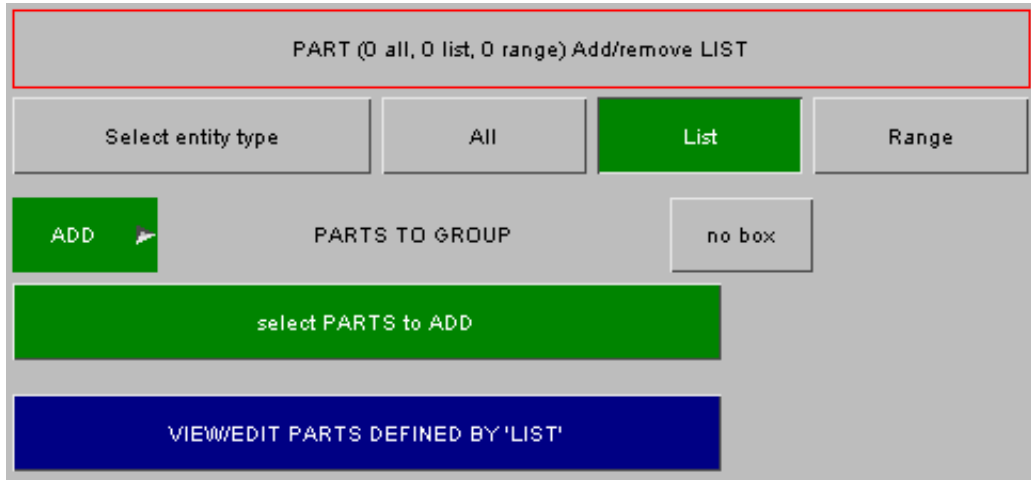 PART (0 all, 0 list, 0 range) Add/remove LIST
Select entity type All List Range
ADD PARTS TO GROUP no box
select PARTS to ADD
VIEW/EDIT PARTS DEFINED BY 'LIST'